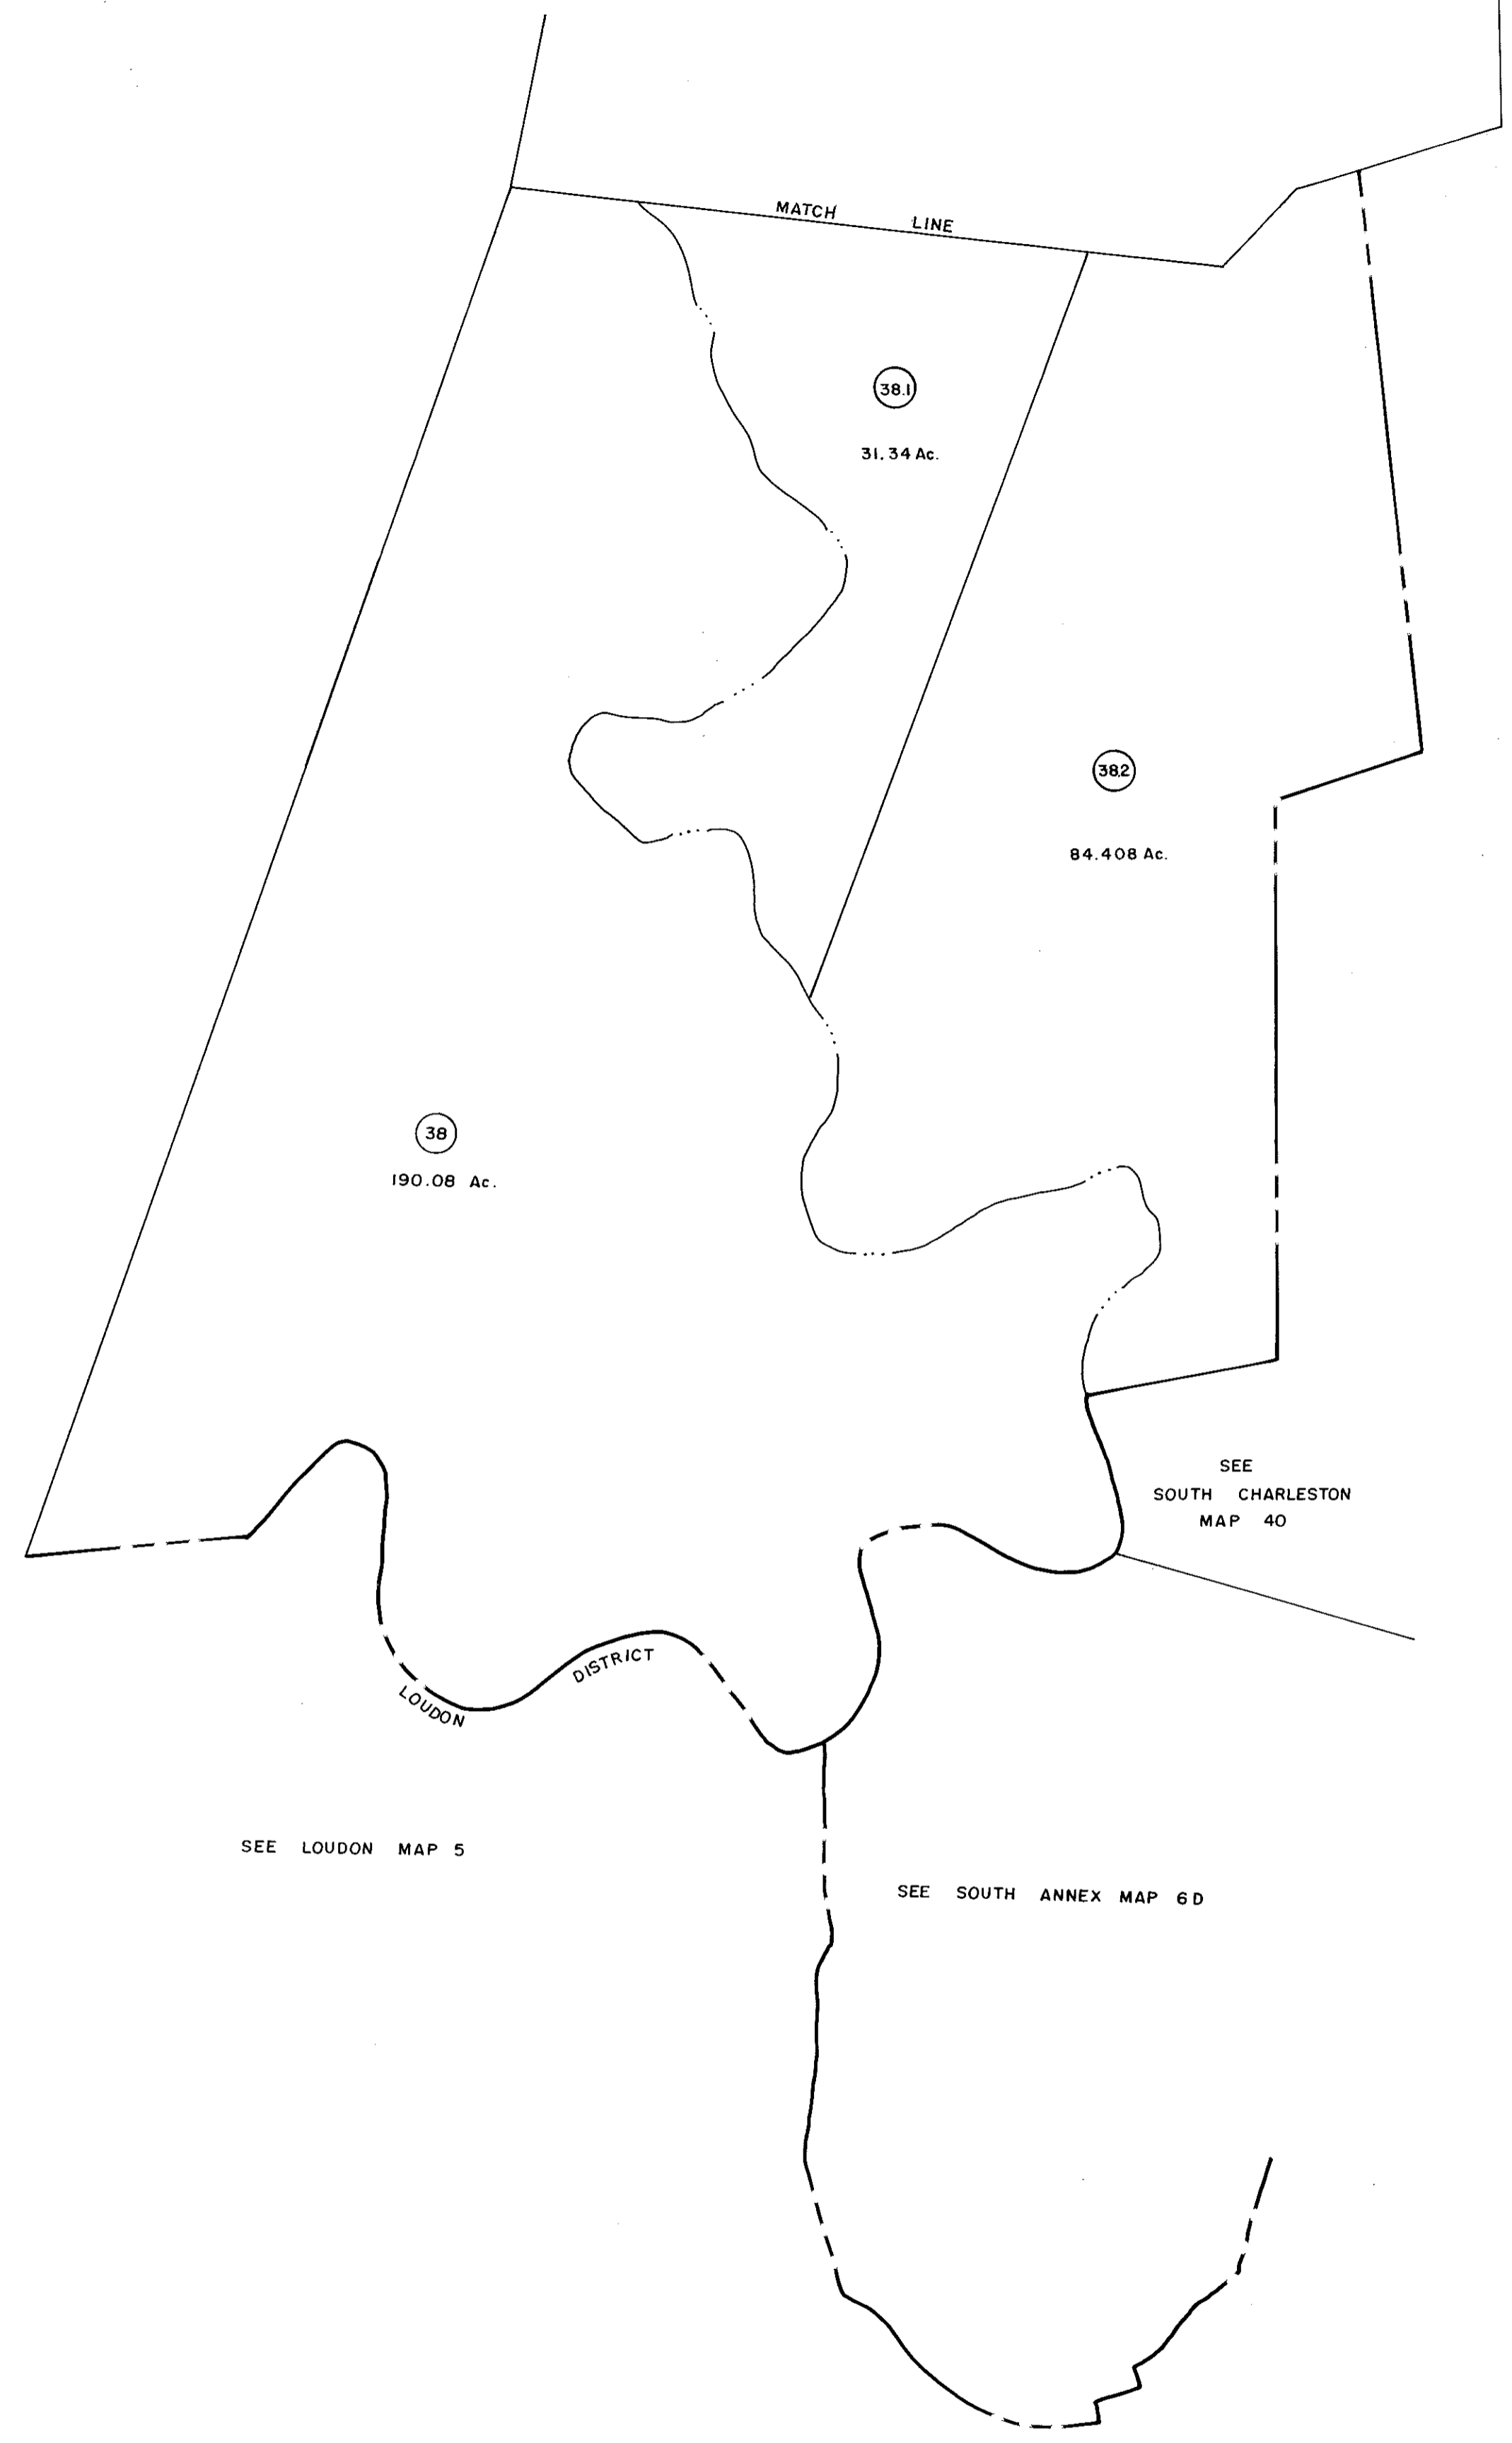 MATCH LINE
38.1
31.34 Ac.
38.2
84.408 Ac.
38
190.08 Ac.
SEE
SOUTH CHARLESTON
MAP 40
LOUDON DISTRICT
SEE LOUDON MAP 5
SEE SOUTH ANNEX MAP 6D